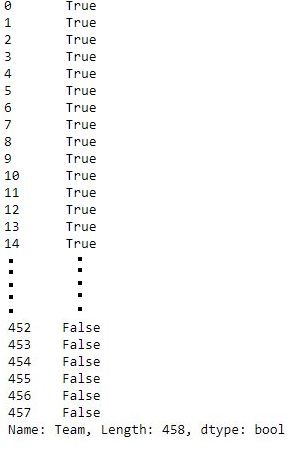 0 True
1 True
2 True
3 True
4 True
5 True
6 True
7 True
8 True
9 True
10 True
11 True
12 True
13 True
14 True
452 False
453 False
454 False
455 False
456 False
457 False
Name: Team, Length: 458, dtype: bool